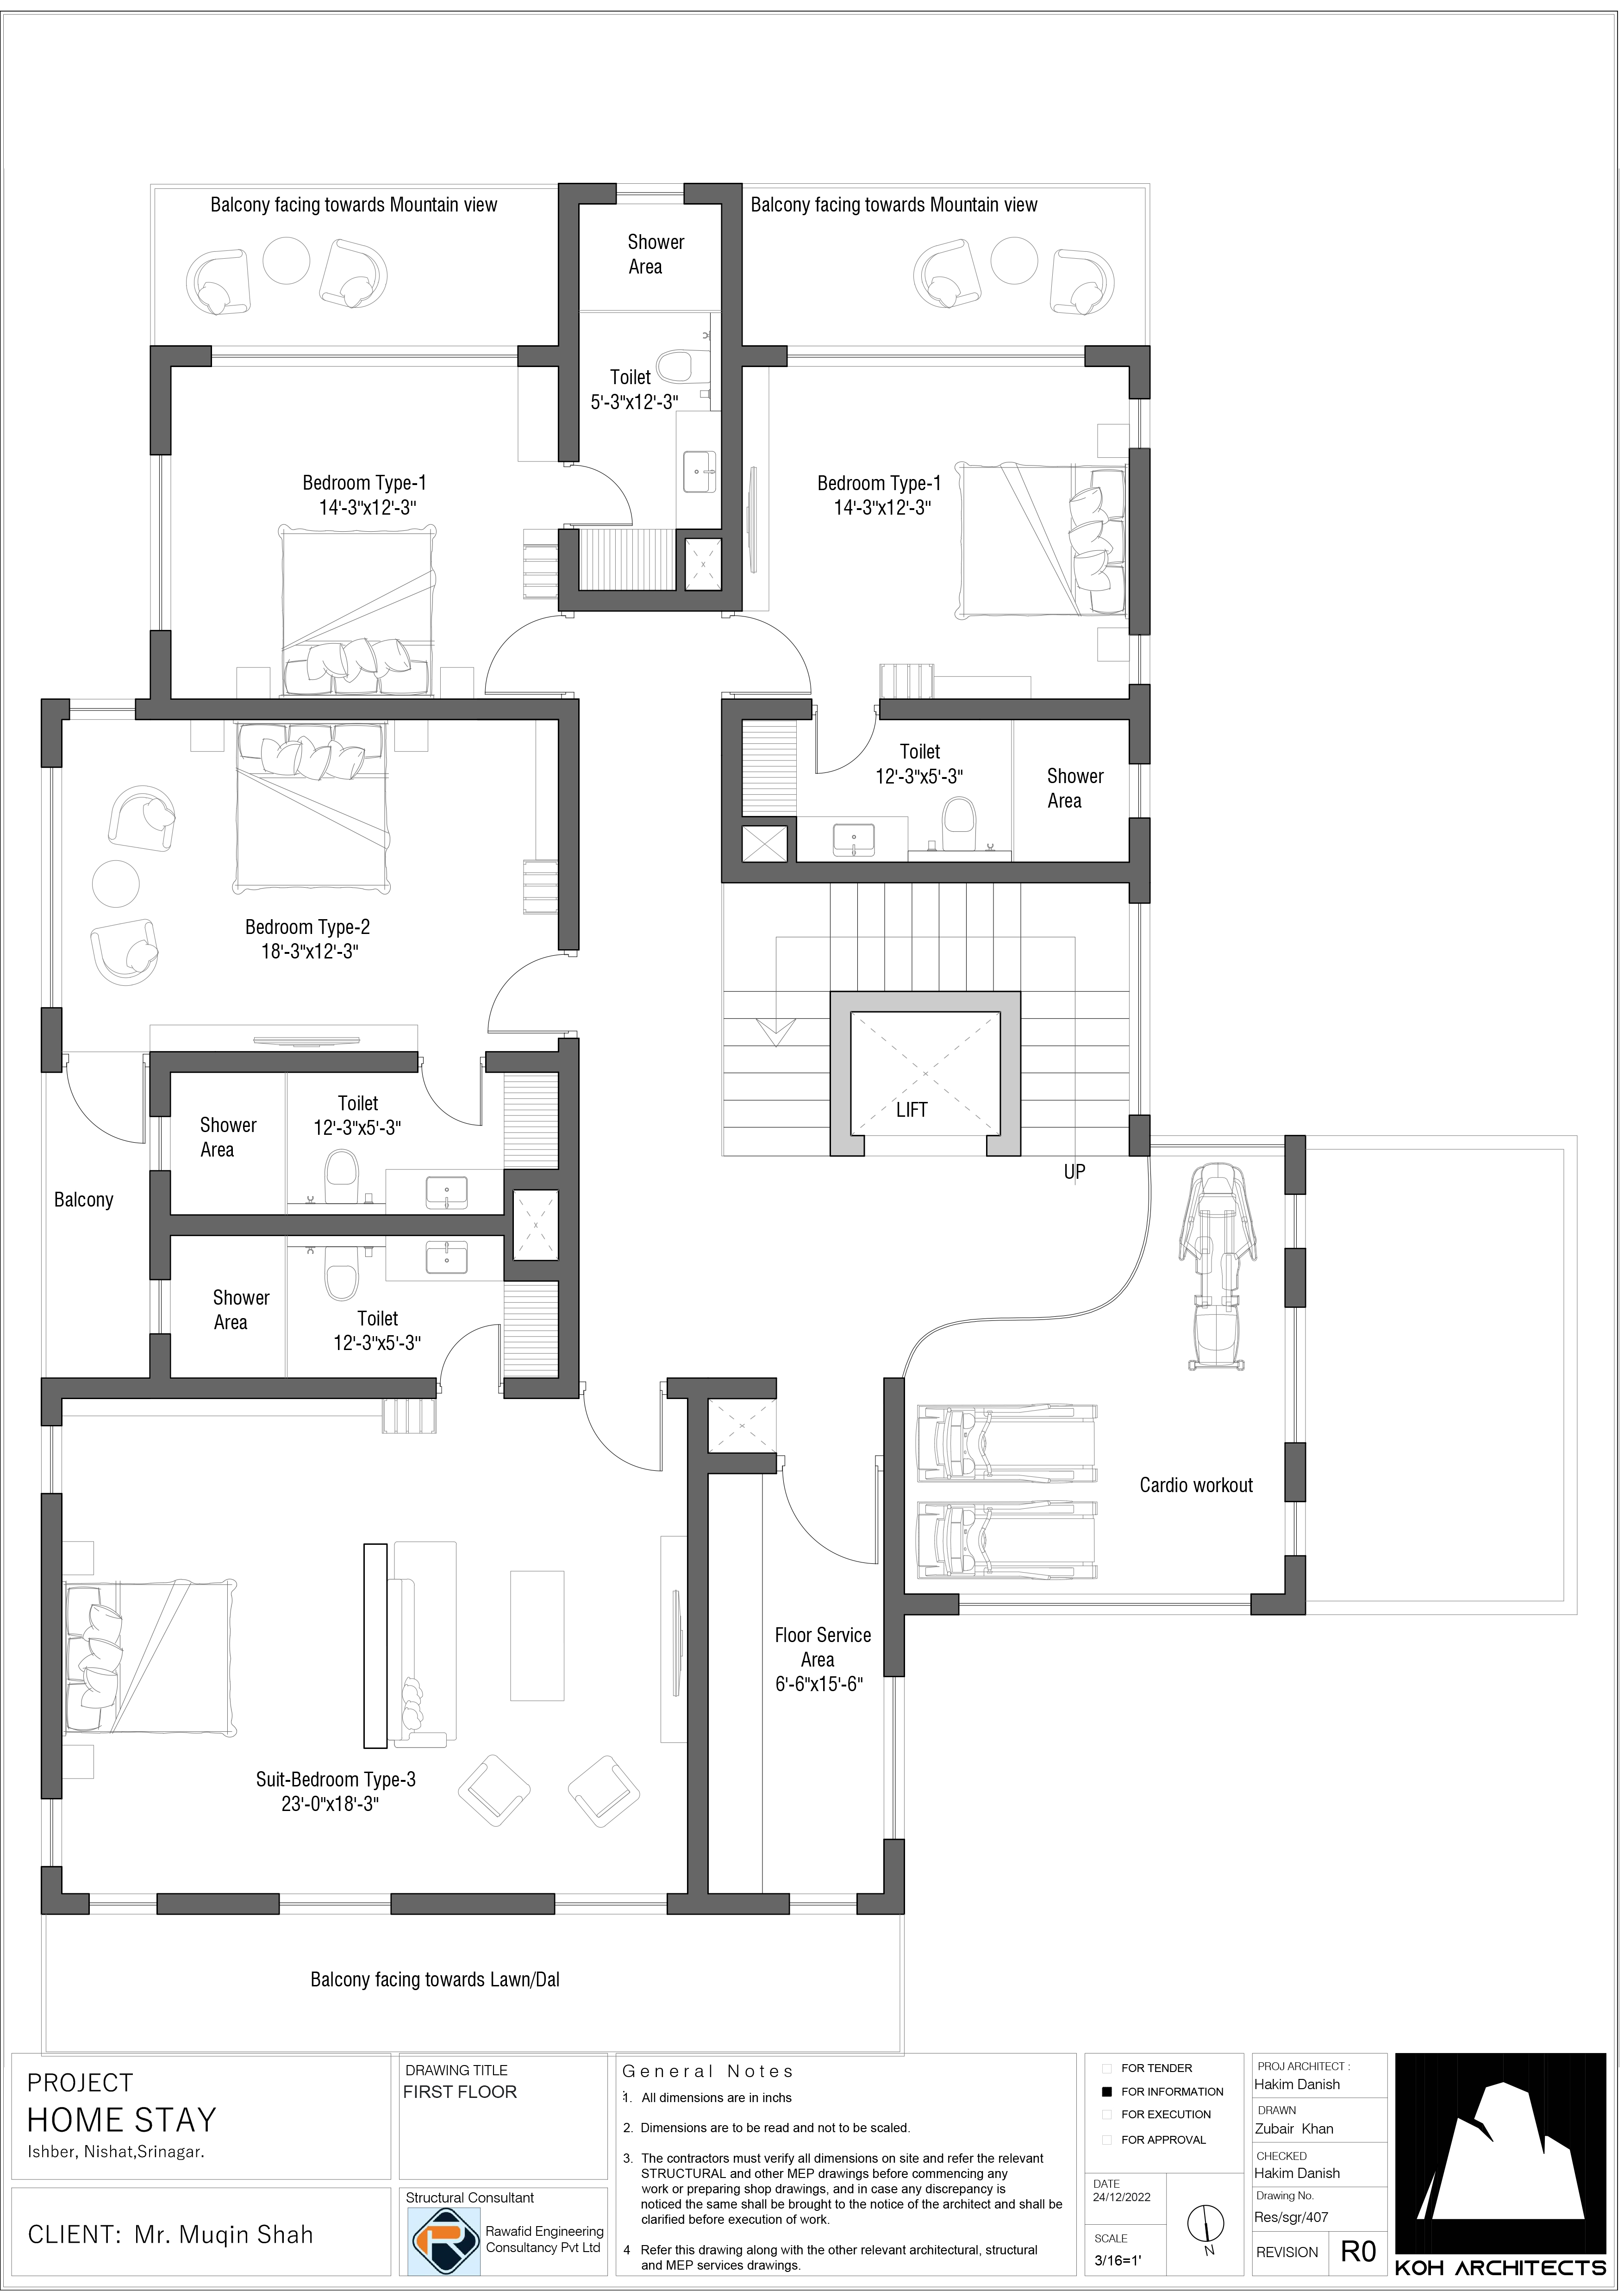 Balcony facing towards Mountain view
Balcony facing towards Mountain view
Shower
Area
Toilet
5'-3"x12'-3"
Bedroom Type-1
14'-3"x12'-3"
Bedroom Type-1
14'-3"x12'-3"
Toilet
12'-3"x5'-3"
Shower
Area
Bedroom Type-2
18'-3"x12'-3"
LIFT
UP
Toilet
12'-3"x5'-3"
Shower
Area
Balcony
Shower
Area
Toilet
12'-3"x5'-3"
Cardio workout
Floor Service
Area
6'-6"x15'-6"
Suit-Bedroom Type-3
23'-0"x18'-3"
Balcony facing towards Lawn/Dal
PROJECT
HOME STAY
Ishber, Nishat,Srinagar.
CLIENT: Mr. Muqin Shah
DRAWING TITLE
FIRST FLOOR
Structural Consultant
R
Rawafid Engineering
Consultancy Pvt Ltd
General Notes
1. All dimensions are in inchs
2. Dimensions are to be read and not to be scaled.
3. The contractors must verify all dimensions on site and refer the relevant
STRUCTURAL and other MEP drawings before commencing any
work or preparing shop drawings, and in case any discrepancy is
noticed the same shall be brought to the notice of the architect and shall be
clarified before execution of work.
4 Refer this drawing along with the other relevant architectural, structural
and MEP services drawings.
FOR TENDER
FOR INFORMATION
FOR EXECUTION
FOR APPROVAL
DATE
24/12/2022
SCALE
3/16=1'
N
PROJ ARCHITECT :
Hakim Danish
DRAWN
Zubair Khan
CHECKED
Hakim Danish
Drawing No.
Res/sgr/407
REVISION R0
KOH ARCHITECTS